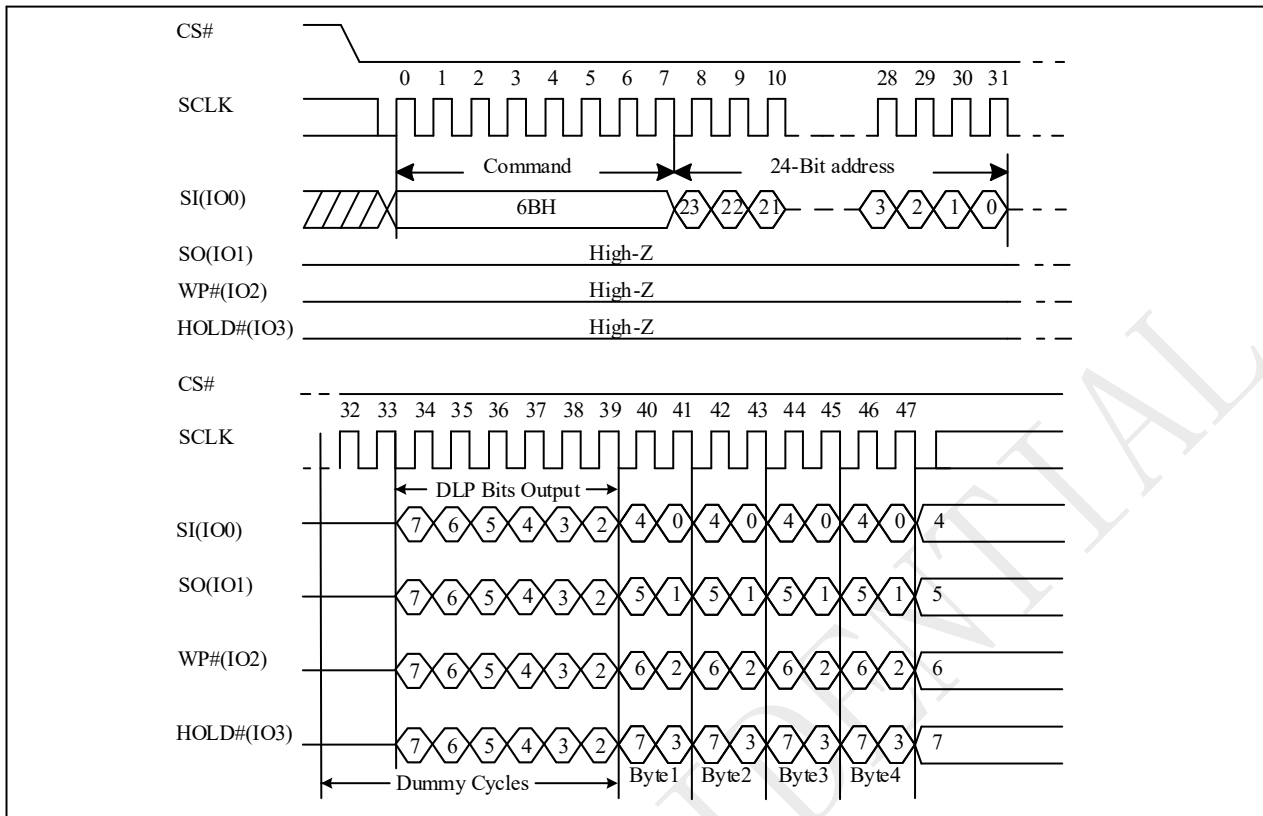 CS#
0 1 2 3 4 5 6 7 8 9 10 28 29 30 31
SCLK
Command 24-Bit address
SI(IO0) 6BH 23 22 21 3 2 1 0
SO(IO1) High-Z
WP#(IO2) High-Z
HOLD#(IO3) High-Z
CS#
32 33 34 35 36 37 38 39 40 41 42 43 44 45 46 47
SCLK
DLP Bits Output
SI(IO0) 7 6 5 4 3 2 4 0 4 0 4 0 4 0 4
SO(IO1) 7 6 5 4 3 2 5 1 5 1 5 1 5 1 5
WP#(IO2) 7 6 5 4 3 2 6 2 6 2 6 2 6 2 6
HOLD#(IO3) 7 6 5 4 3 2 7 3 7 3 7 3 7 3 7
Dummy Cycles Byte1 Byte2 Byte3 Byte4
IDENTIAL